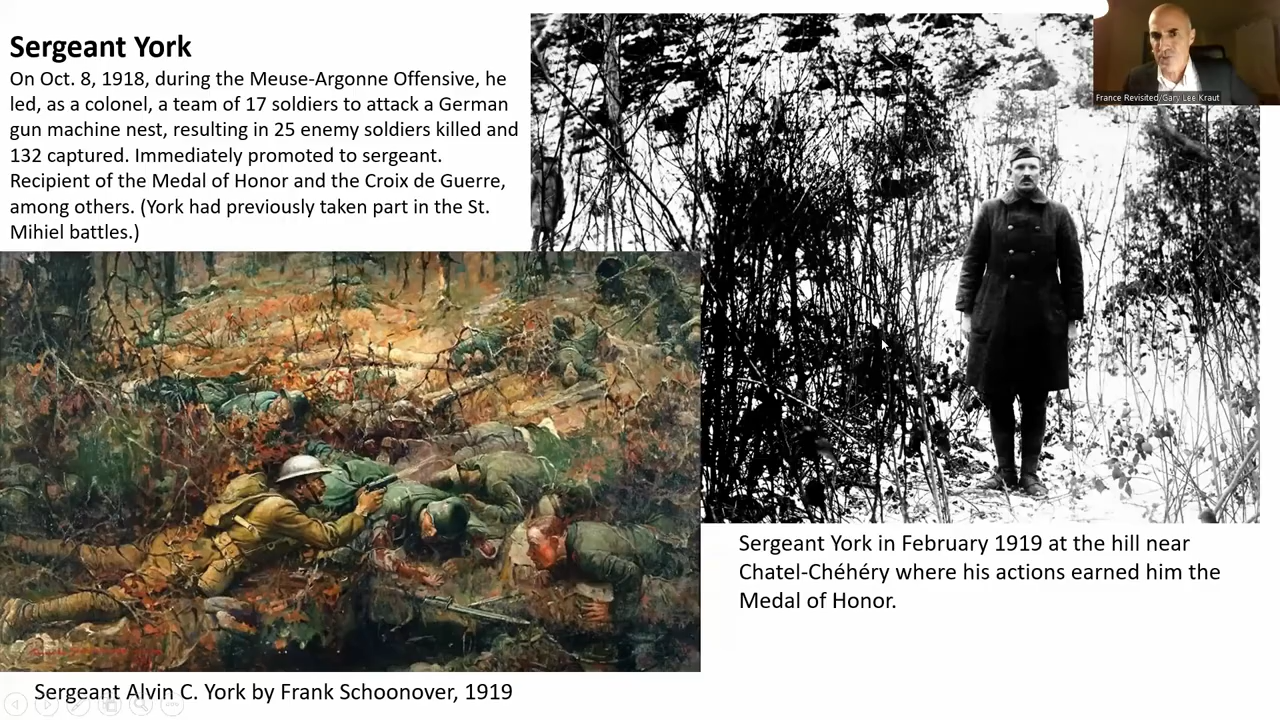 Sergeant York
On Oct. 8, 1918, during the Meuse-Argonne Offensive, he
led, as a colonel, a team of 17 soldiers to attack a German
gun machine nest, resulting in 25 enemy soldiers killed and
132 captured. Immediately promoted to sergeant.
Recipient of the Medal of Honor and the Croix de Guerre,
among others. (York had previously taken part in the St.
Mihiel battles.)
France Revisited/Gary Lee Kraut
Sergeant York in February 1919 at the hill near
Chatel-Chéhéry where his actions earned him the
Medal of Honor.
Sergeant Alvin C. York by Frank Schoonover, 1919